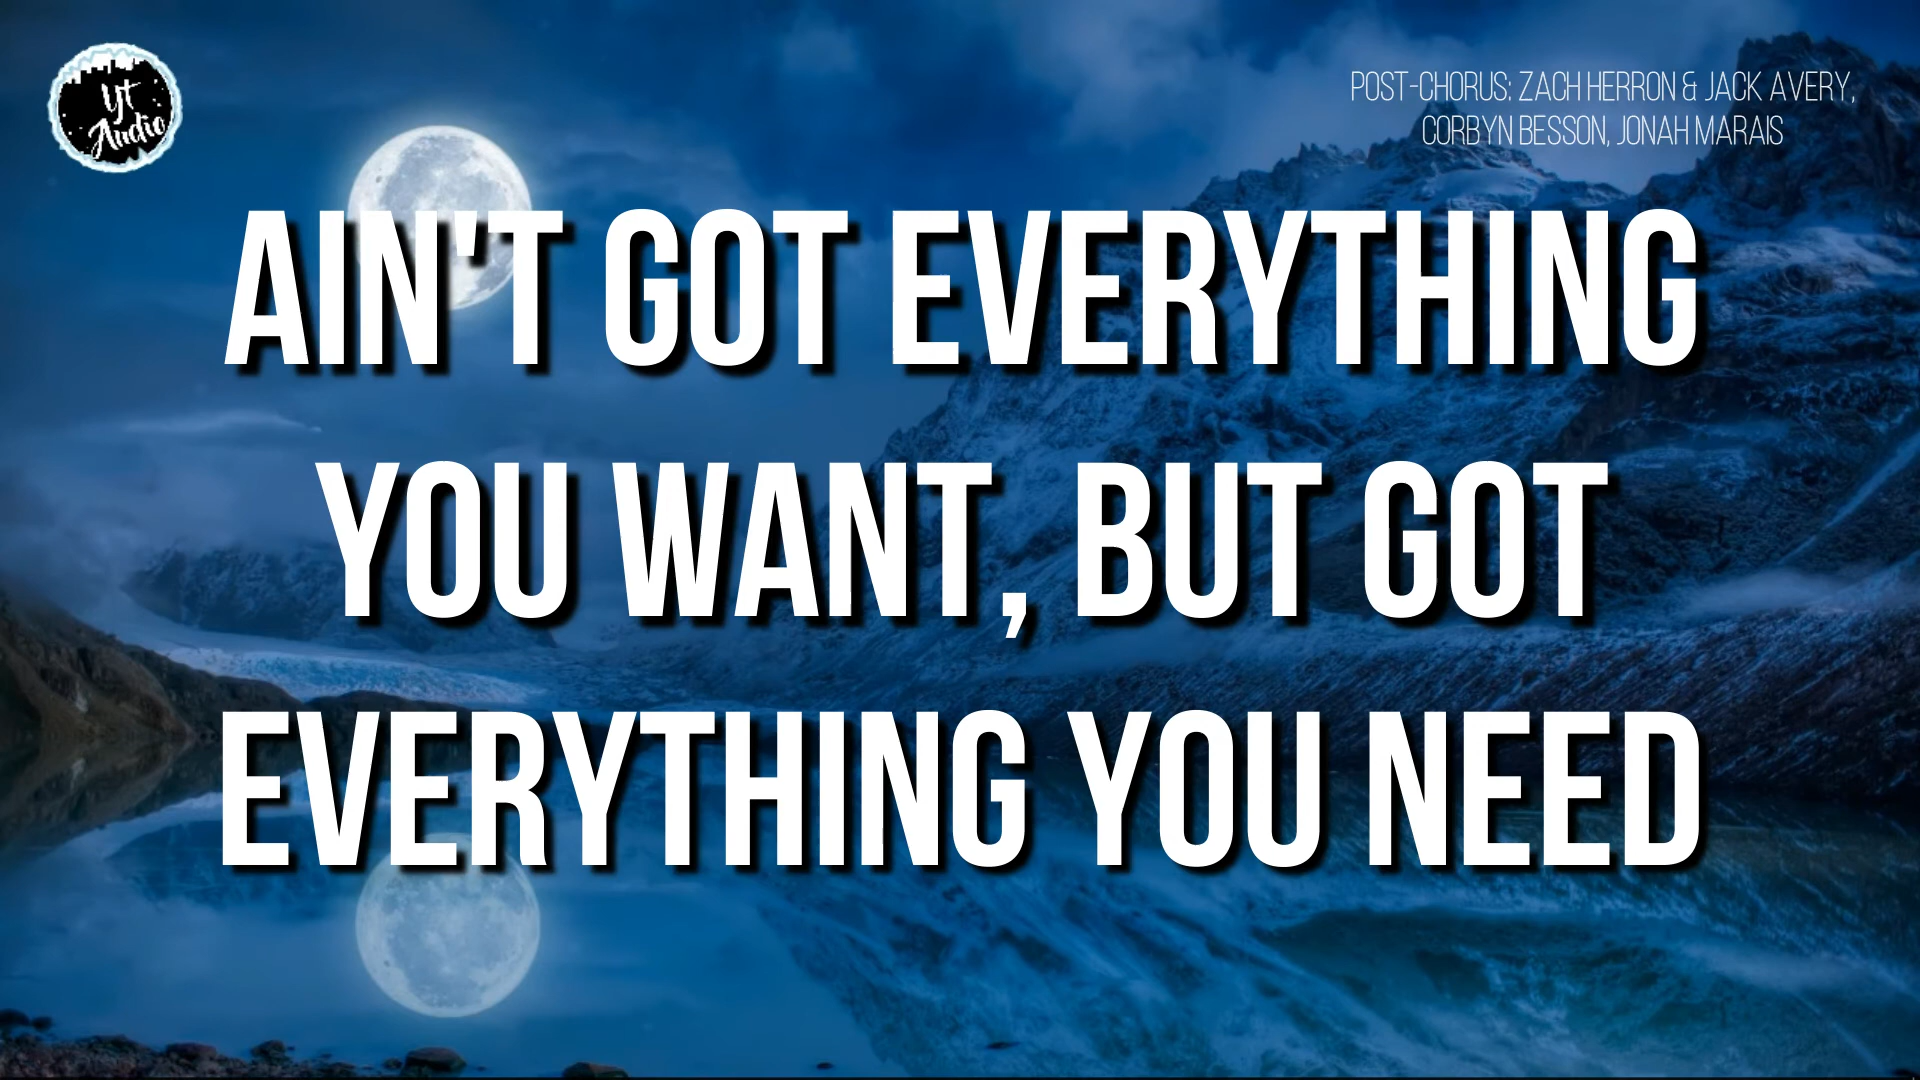 Yt
Audio
POST-CHORUS: ZACH HERRON & JACK AVERY,
CORBYN BESSON, JONAH MARAIS
AIN'T GOT EVERYTHING
YOU WANT, BUT GOT
EVERYTHING YOU NEED